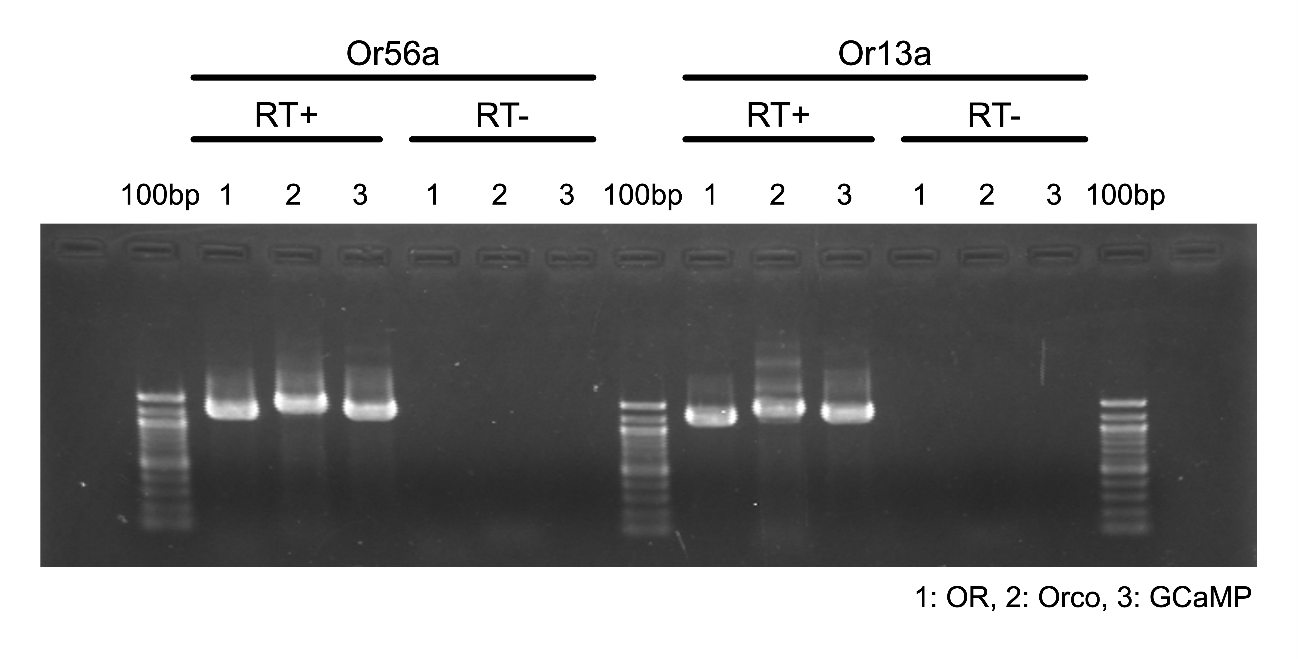 Or56a Or13a
RT+ RT- RT+ RT-
100bp 1 2 3 1 2 3 100bp 1 2 3 1 2 3 100bp
1: OR, 2: Orco, 3: GCaMP